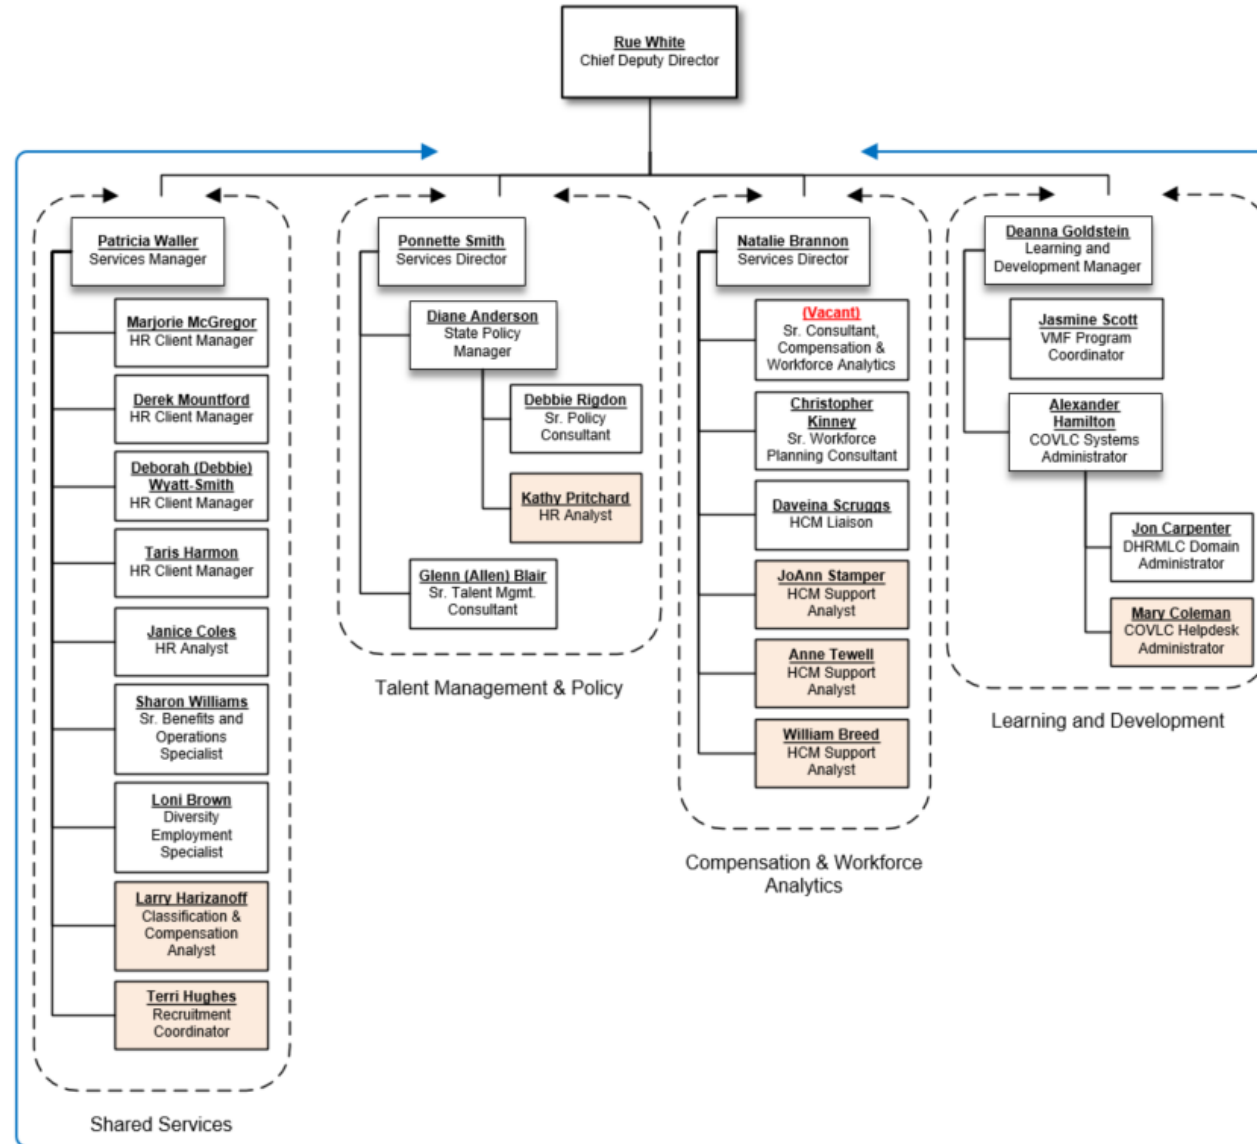 Rue White
Chief Deputy Director
Patricia Waller
Services Manager
Marjorie McGregor
HR Client Manager
Derek Mountford
HR Client Manager
Deborah (Debbie)
Wyatt-Smith
HR Client Manager
Taris Harmon
HR Client Manager
Janice Coles
HR Analyst
Sharon Williams
Sr. Benefits and
Operations
Specialist
Loni Brown
Diversity
Employment
Specialist
Larry Harizanoff
Classification &
Compensation
Analyst
Terri Hughes
Recruitment
Coordinator
Shared Services
Ponnette Smith
Services Director
Diane Anderson
State Policy
Manager
Debbie Rigdon
Sr. Policy
Consultant
Kathy Pritchard
HR Analyst
Glenn (Allen) Blair
Sr. Talent Mgmt.
Consultant
Talent Management & Policy
Natalie Brannon
Services Director
(Vacant)
Sr. Consultant,
Compensation &
Workforce Analytics
Christopher
Kinney
Sr. Workforce
Planning Consultant
Daveina Scruggs
HCM Liaison
JoAnn Stamper
HCM Support
Analyst
Anne Tewell
HCM Support
Analyst
William Breed
HCM Support
Analyst
Compensation & Workforce
Analytics
Deanna Goldstein
Learning and
Development Manager
Jasmine Scott
VMF Program
Coordinator
Alexander
Hamilton
COVLC Systems
Administrator
Jon Carpenter
DHRMLC Domain
Administrator
Mary Coleman
COVLC Helpdesk
Administrator
Learning and Development